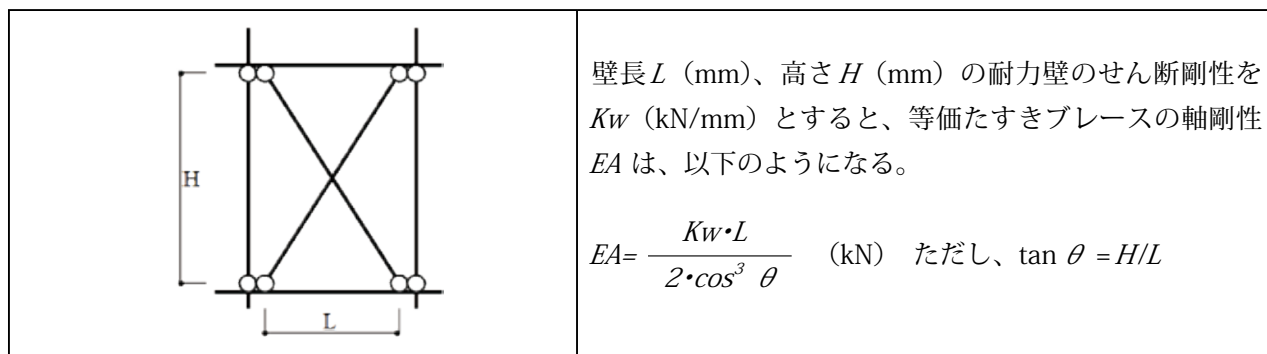 H
L
壁長L（mm）、高さH（mm）の耐力壁のせん断剛性を
Kw（kN/mm）とすると、等価たすきブレースの軸剛性
EA は、以下のようになる。
EA= Kw・L / 2・cos³ θ （kN） ただし、tan θ = H/L